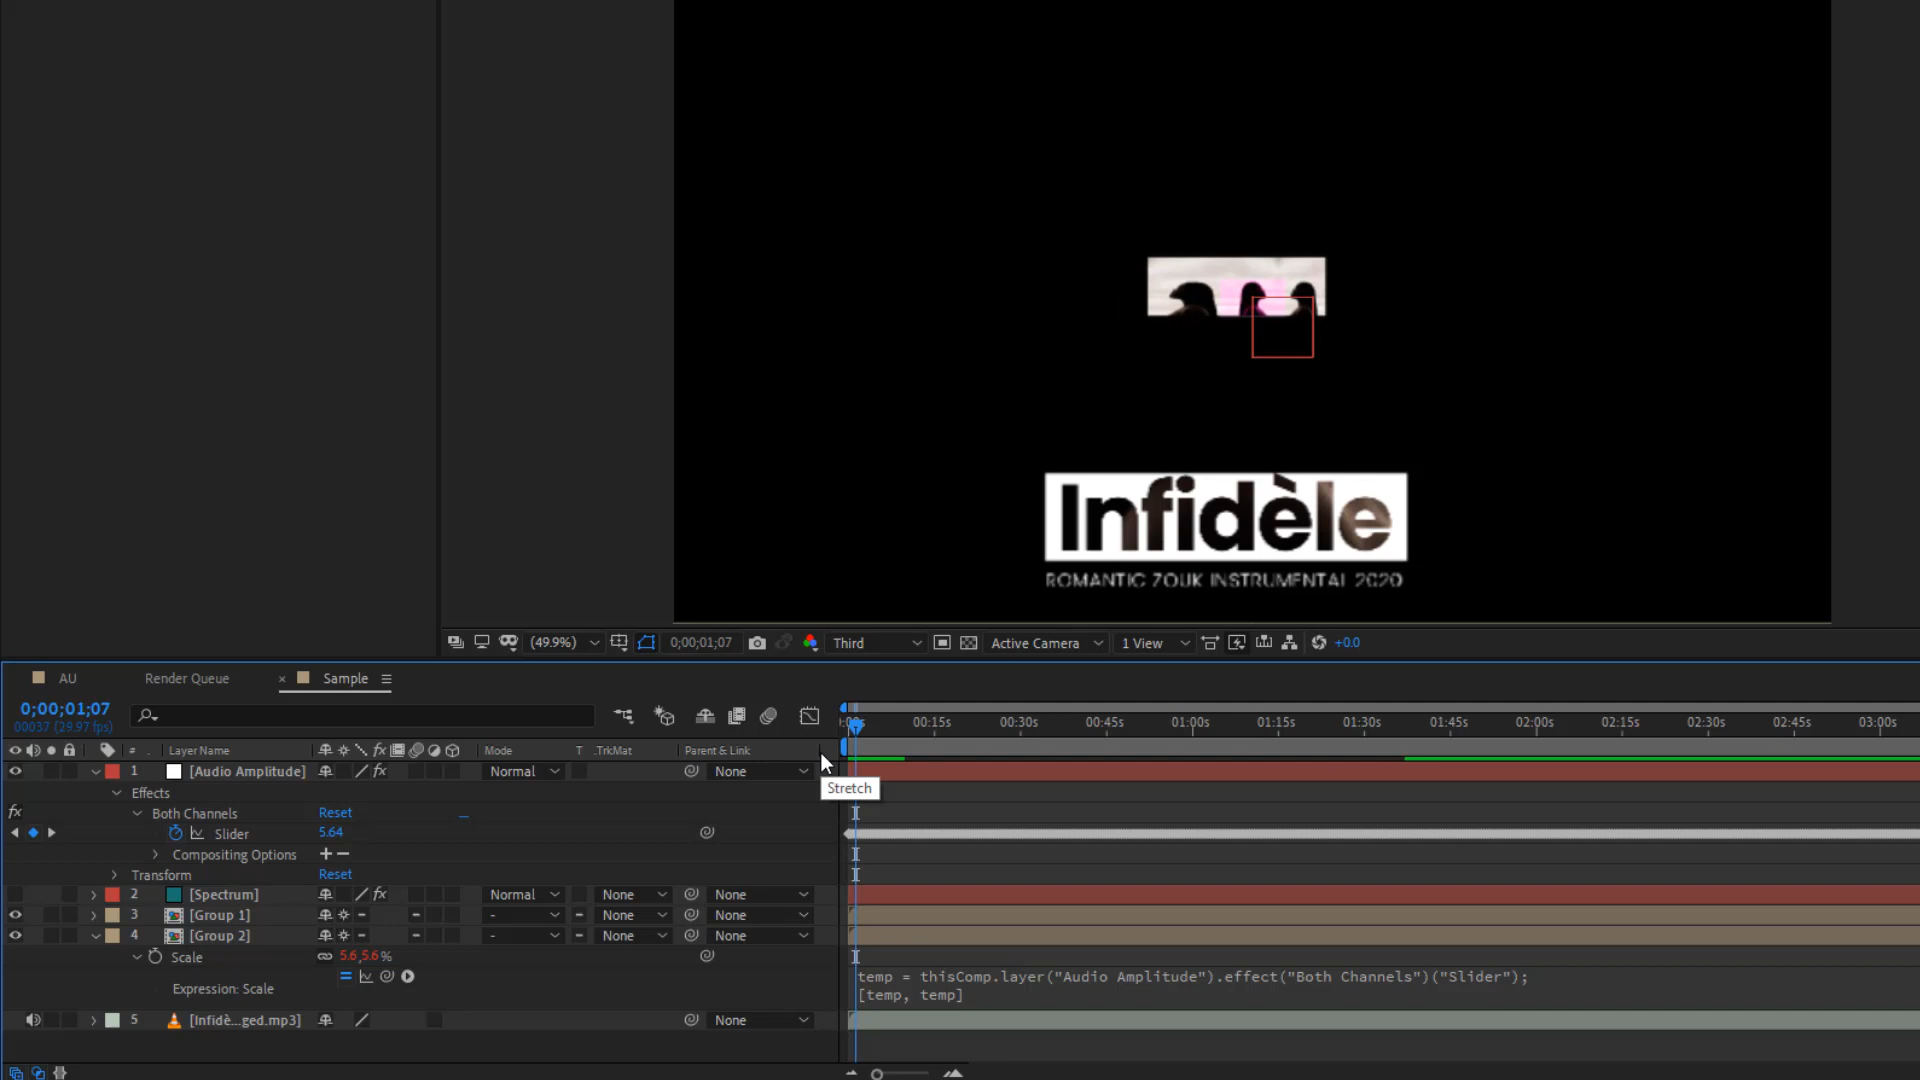 Infidèle
ROMANTIC ZOUK INSTRUMENTAL 2020
(49.9%) 0;00;01;07 Third Active Camera 1 View +0.0
AU Render Queue × Sample
0;00;01;07
00037 (29.97 fps)
00:15s 00:30s 00:45s 01:00s 01:15s 01:30s 01:45s 02:00s 02:15s 02:30s 02:45s 03:00s
# Layer Name fx Mode T .TrkMat Parent & Link
1 [Audio Amplitude] fx Normal None
Stretch
Effects
fx Both Channels Reset
Slider 5.64
Compositing Options
Transform Reset
2 [Spectrum] fx Normal None None
3 [Group 1] - None None
4 [Group 2] - None None
Scale 5.6,5.6%
Expression: Scale
temp = thisComp.layer("Audio Amplitude").effect("Both Channels")("Slider");
[temp, temp]
5 [Infidè...ged.mp3] None